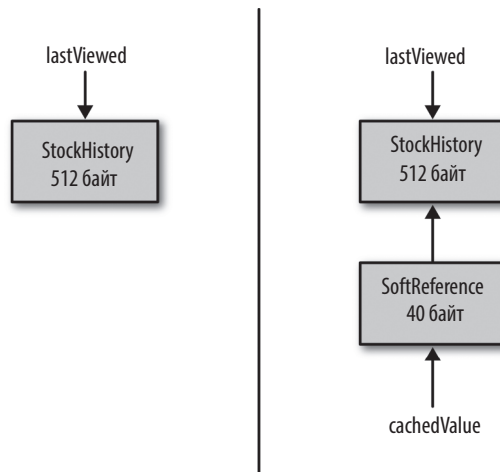 lastViewed
StockHistory
512 байт
lastViewed
StockHistory
512 байт
SoftReference
40 байт
cachedValue